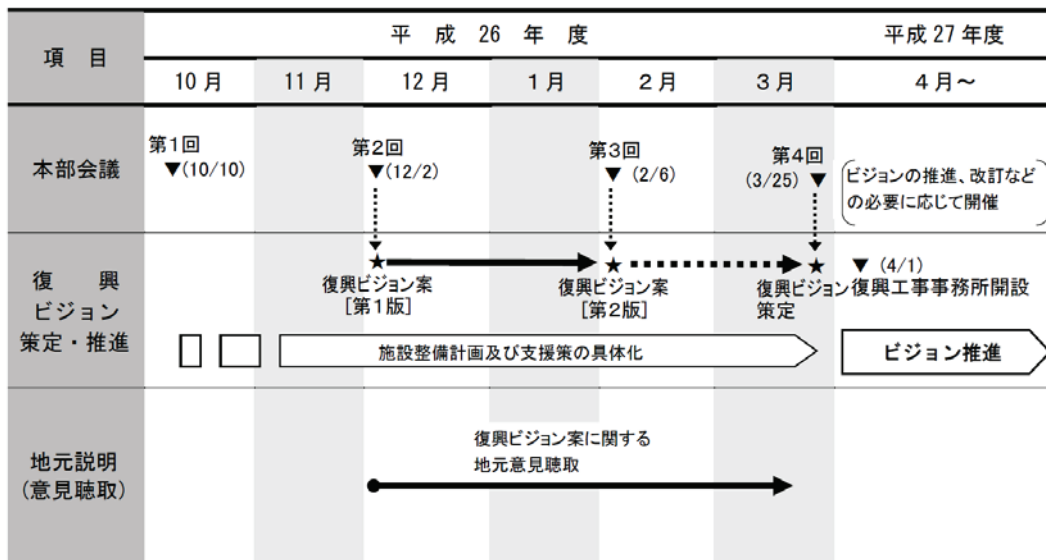 項 目
平 成 26 年 度
平成 27 年度
10 月
11 月
12 月
1 月
2 月
3 月
4 月～
本部会議
第1回
▼(10/10)
第2回
▼(12/2)
第3回
▼ (2/6)
第4回
(3/25) ▼
ビジョンの推進、改訂など
の必要に応じて開催
復 興
ビジョン
策定・推進
★
復興ビジョン案
[第1版]
★
復興ビジョン案
[第2版]
★
復興ビジョン
策定
▼ (4/1)
復興工事事務所開設
施設整備計画及び支援策の具体化
ビジョン推進
地元説明
(意見聴取)
復興ビジョン案に関する
地元意見聴取